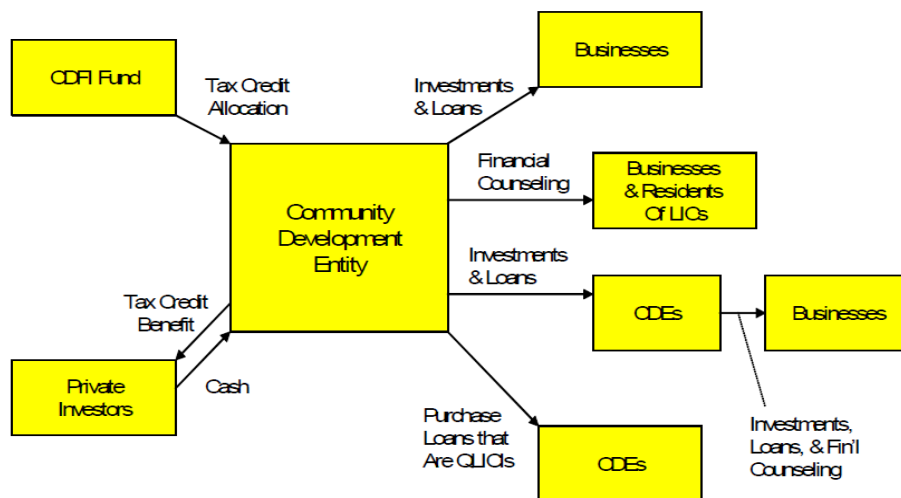 CDFI Fund
Tax Credit
Allocation
Investments
& Loans
Businesses
Financial
Counseling
Businesses
& Residents
Of LICs
Community
Development
Entity
Investments
& Loans
CDEs
Businesses
Tax Credit
Benefit
Private
Investors
Cash
Purchase
Loans that
Are QLICIs
CDEs
Investments,
Loans, & Fin'l
Counseling